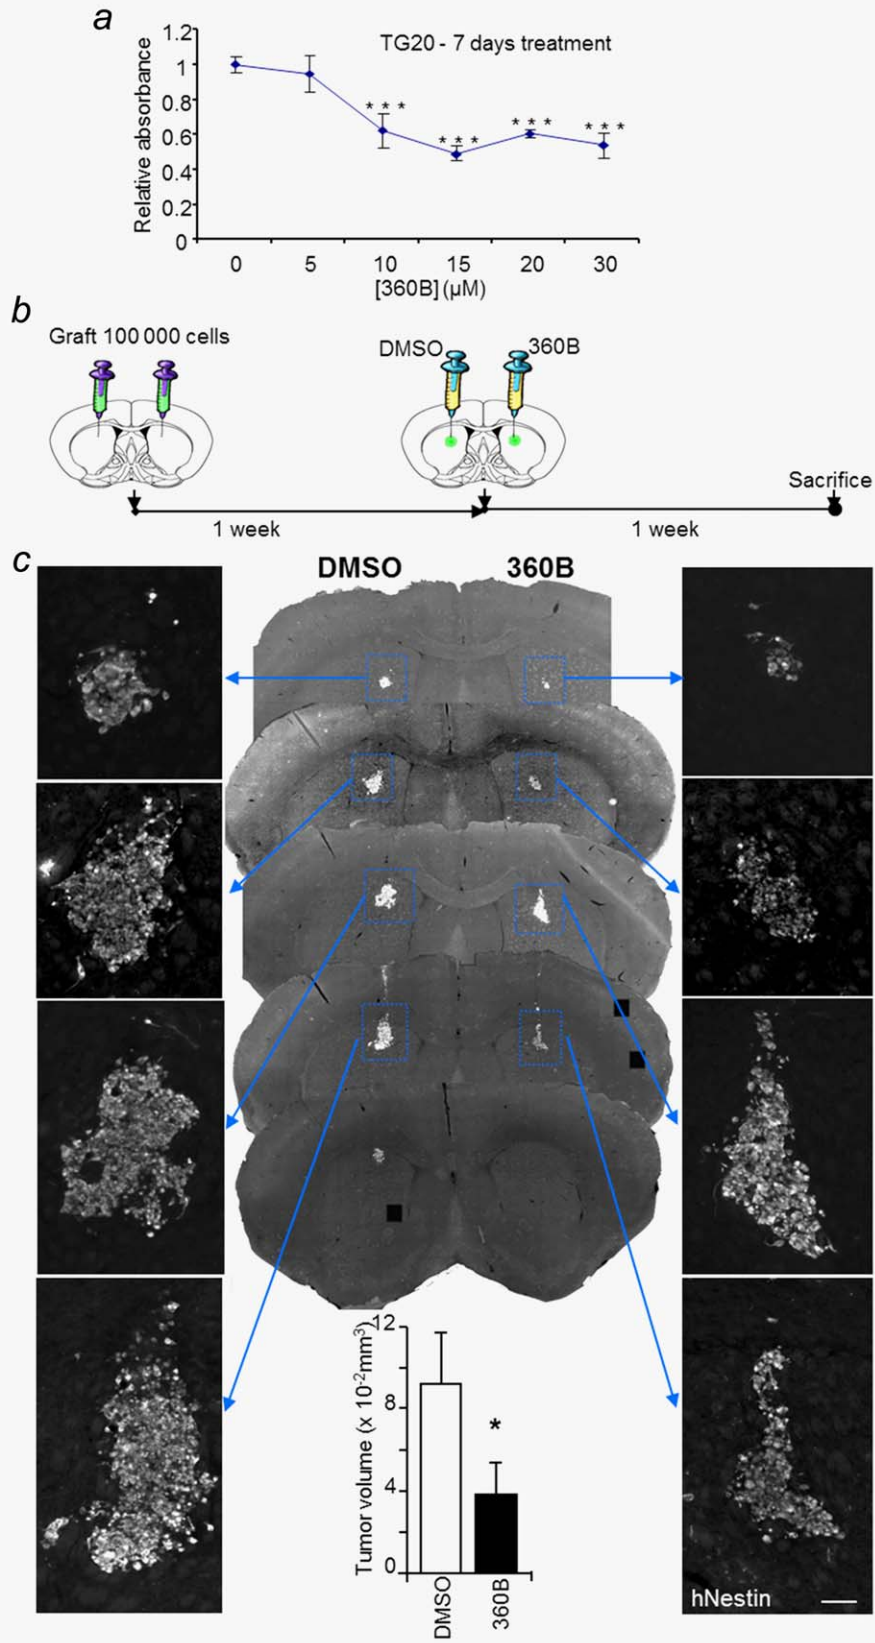 a
TG20 - 7 days treatment
Relative absorbance
1.2
1
0.8
0.6
0.4
0.2
0
* * *
* * *
* * *
* * *
0 5 10 15 20 30
[360B] (µM)
b
Graft 100 000 cells
DMSO
360B
Sacrifice
1 week
1 week
c
DMSO
360B
Tumor volume (x 10-2mm3)
12
8
4
0
*
DMSO
360B
hNestin